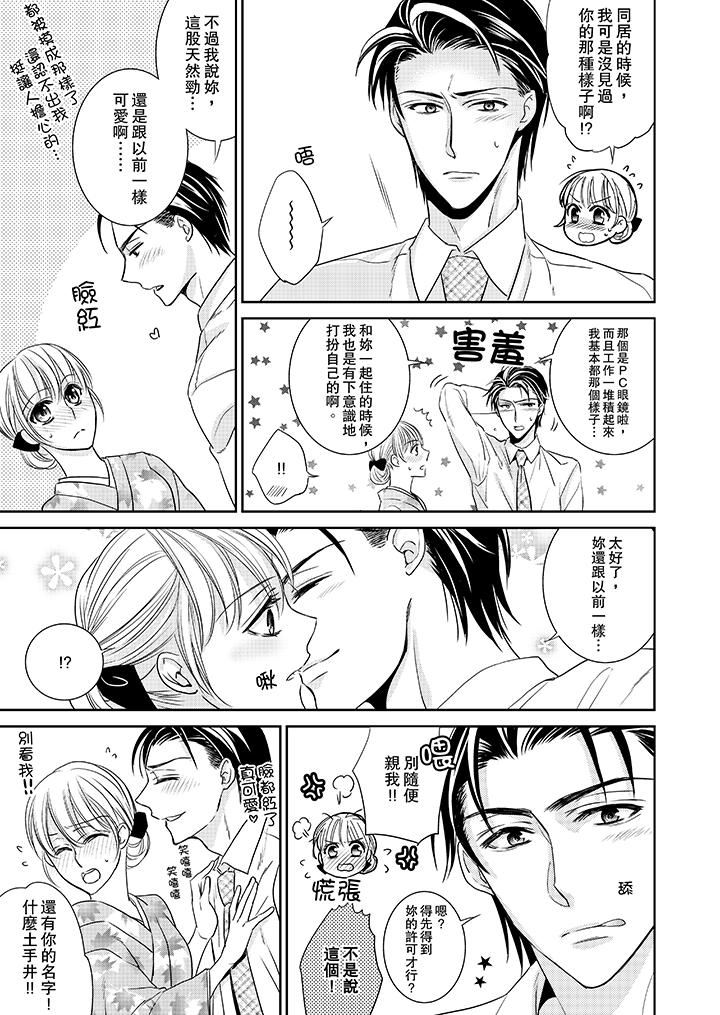 同居的時候，
我可是沒見過
你的那種樣子啊!?
唔
不過我說妳，
這股天然勁…
還是跟以前一樣
可愛啊……
都被摸成那樣了
還認不出我
挺讓人擔心的…
臉紅
那個是PC眼鏡啦，
而且工作一堆積起來
我基本都那個樣子…
害羞
和妳一起住的時候，
我也是有下意識地
打扮自己的啊。
!!
太好了，
妳還跟以前一樣…
啾
!?
喂
別隨便
親我!!
慌張
舔
嗯?
得先得到
妳的許可才行?
不是說
這個!
臉都紅了
真可愛♥
笑嘻嘻
笑嘻嘻
別看我!!
還有你的名字!
什麼土手井!!